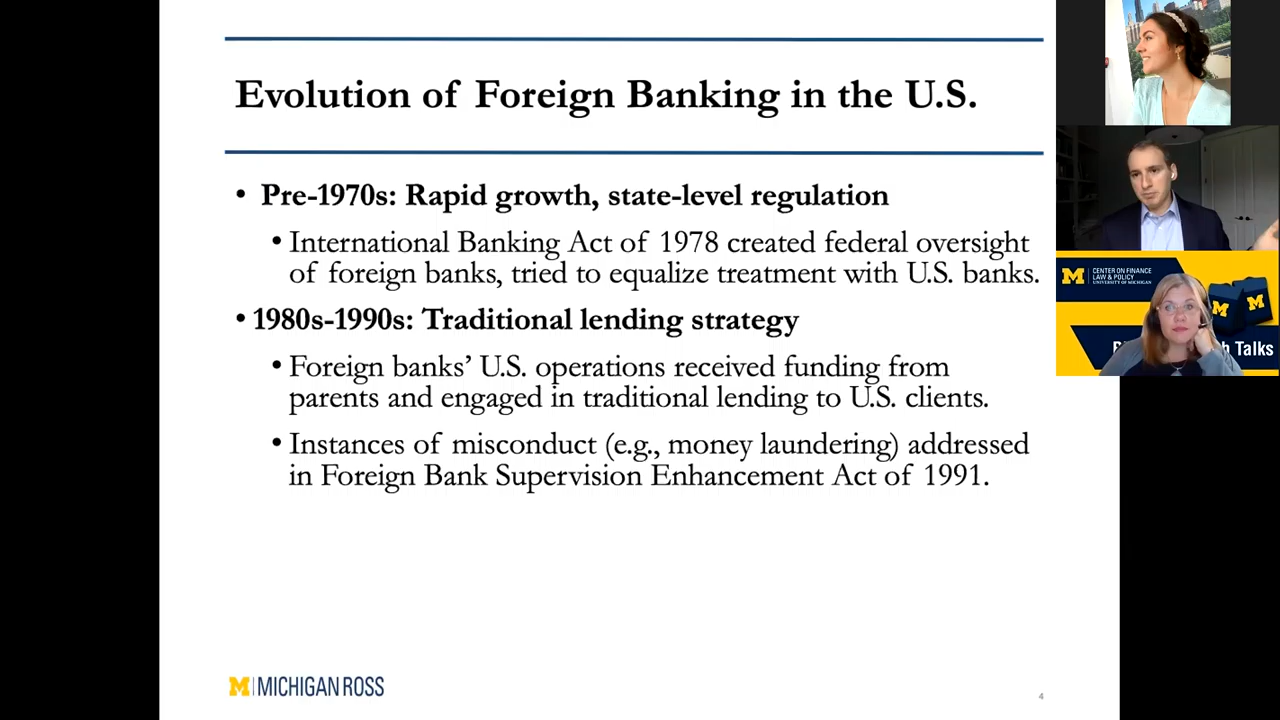 Evolution of Foreign Banking in the U.S.
• Pre-1970s: Rapid growth, state-level regulation
• International Banking Act of 1978 created federal oversight
of foreign banks, tried to equalize treatment with U.S. banks.
• 1980s-1990s: Traditional lending strategy
• Foreign banks’ U.S. operations received funding from
parents and engaged in traditional lending to U.S. clients.
• Instances of misconduct (e.g., money laundering) addressed
in Foreign Bank Supervision Enhancement Act of 1991.
M MICHIGAN ROSS
4
M CENTER ON FINANCE
LAW & POLICY
UNIVERSITY OF MICHIGAN
M
M
Talks